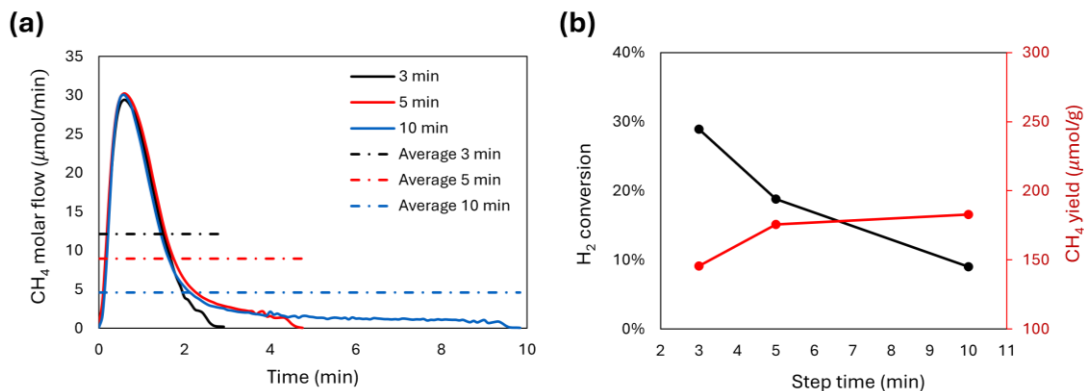 (a)
CH₄ molar flow (μmol/min)
35
30
25
20
15
10
5
0
0
2
4
6
8
10
Time (min)
3 min
5 min
10 min
Average 3 min
Average 5 min
Average 10 min
(b)
H₂ conversion
40%
30%
20%
10%
0%
2
3
4
5
6
7
8
9
10
11
Step time (min)
300
250
200
150
100
CH₄ yield (μmol/g)